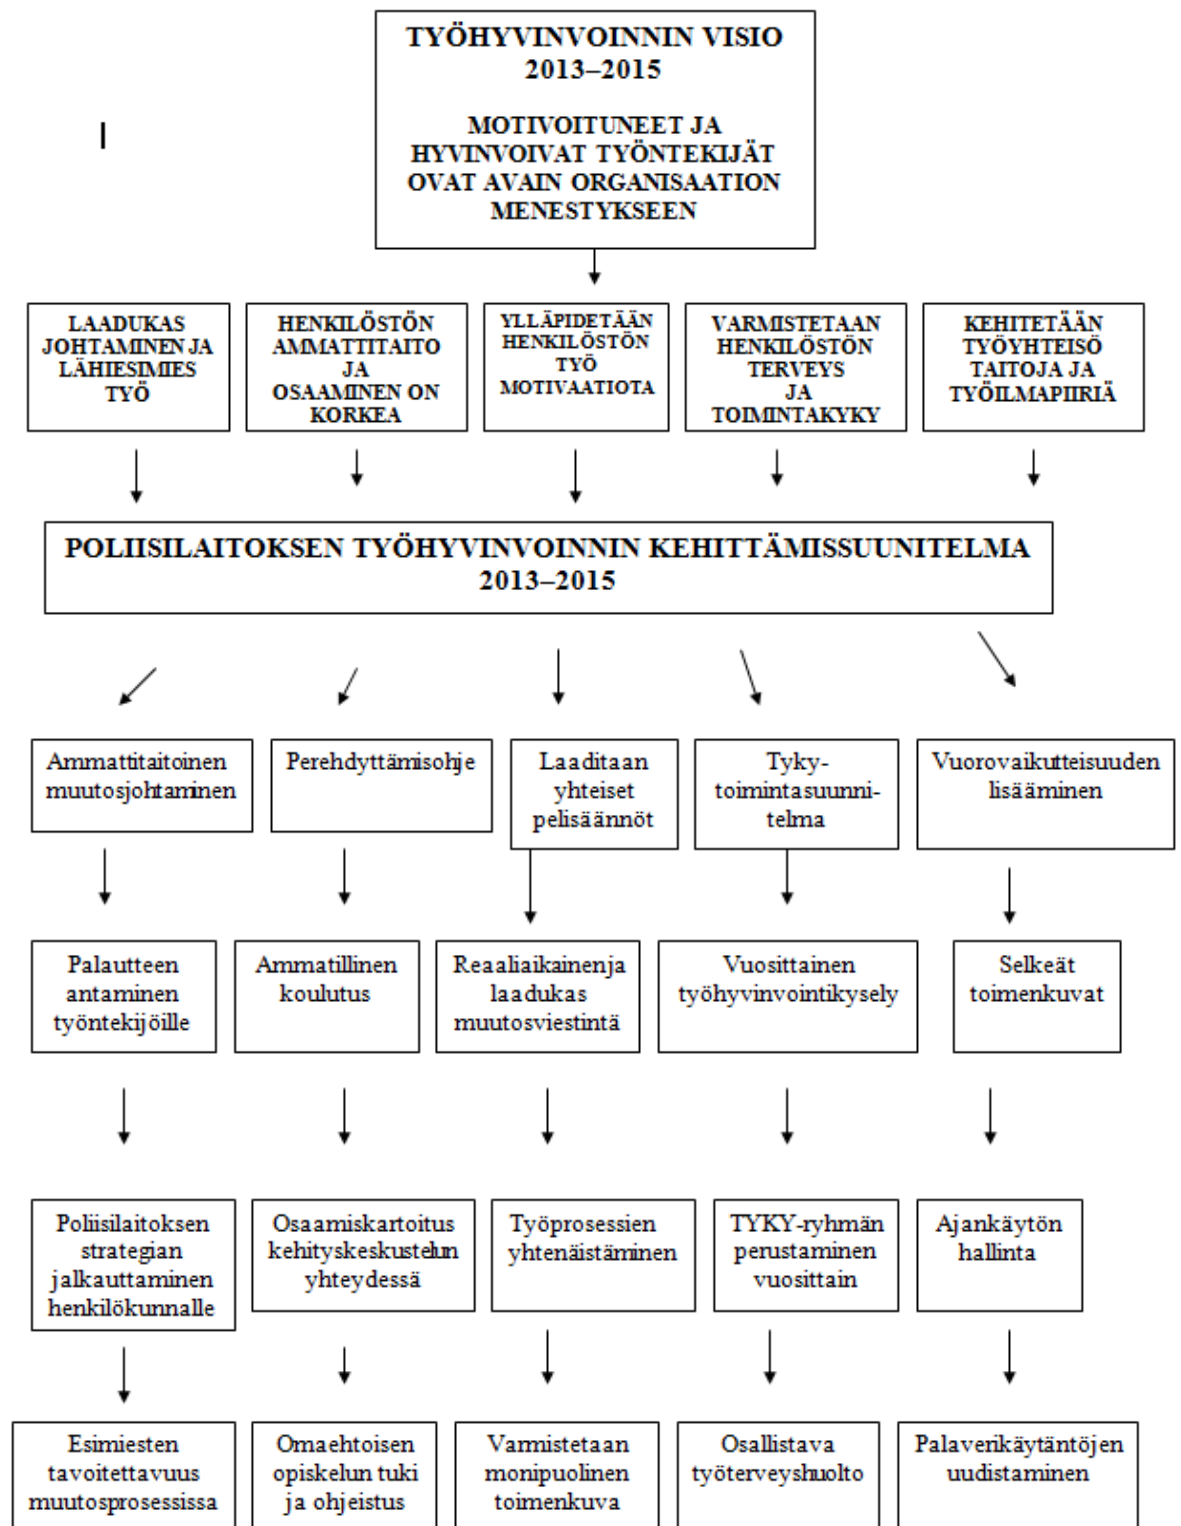 TYÖHYVINVOINNIN VISIO
2013–2015
MOTIVOITUNEET JA
HYVINVOIVAT TYÖNTEKIJÄT
OVAT AVAIN ORGANISAATION
MENESTYKSEEN
LAADUKAS
JOHTAMINEN JA
LÄHIESIMIES
TYÖ
HENKILÖSTÖN
AMMATTITAITO
JA
OSAAMINEN ON
KORKEA
YLLÄPIDETÄÄN
HENKILÖSTÖN
TYÖ
MOTIVAATIOTA
VARMISTETAAN
HENKILÖSTÖN
TERVEYS
JA
TOIMINTAKYKY
KEHITETÄÄN
TYÖYHTEISÖ
TAITOJA JA
TYÖILMAPIIRIÄ
POLIISILAITOKSEN TYÖHYVINVOINNIN KEHITTÄMISSUUNITELMA
2013–2015
Ammattitaitoinen
muutosjohtaminen
Perehdyttämisohje
Laaditaan
yhteiset
pelisäännöt
Tyky-
toimintasuunni-
telma
Vuorovaikutteisuuden
lisääminen
Palautteen
antaminen
työntekijöille
Ammatillinen
koulutus
Reaaliaikainenja
laadukas
muutosviestintä
Vuosittainen
työhyvinvointikysely
Selkeät
toimenkuvat
Poliisilaitoksen
strategian
jalkauttaminen
henkilökunnalle
Osaamiskartoitus
kehityskeskustelun
yhteydessä
Työprosessien
yhtenäistäminen
TYKY-ryhmän
perustaminen
vuosittain
Ajankäytön
hallinta
Esimiesten
tavoitettavuus
muutosprosessissa
Omaehtoisen
opiskelun tuki
ja ohjeistus
Varmistetaan
monipuolinen
toimenkuva
Osallistava
työterveyshuolto
Palaverikäytäntöjen
uudistaminen